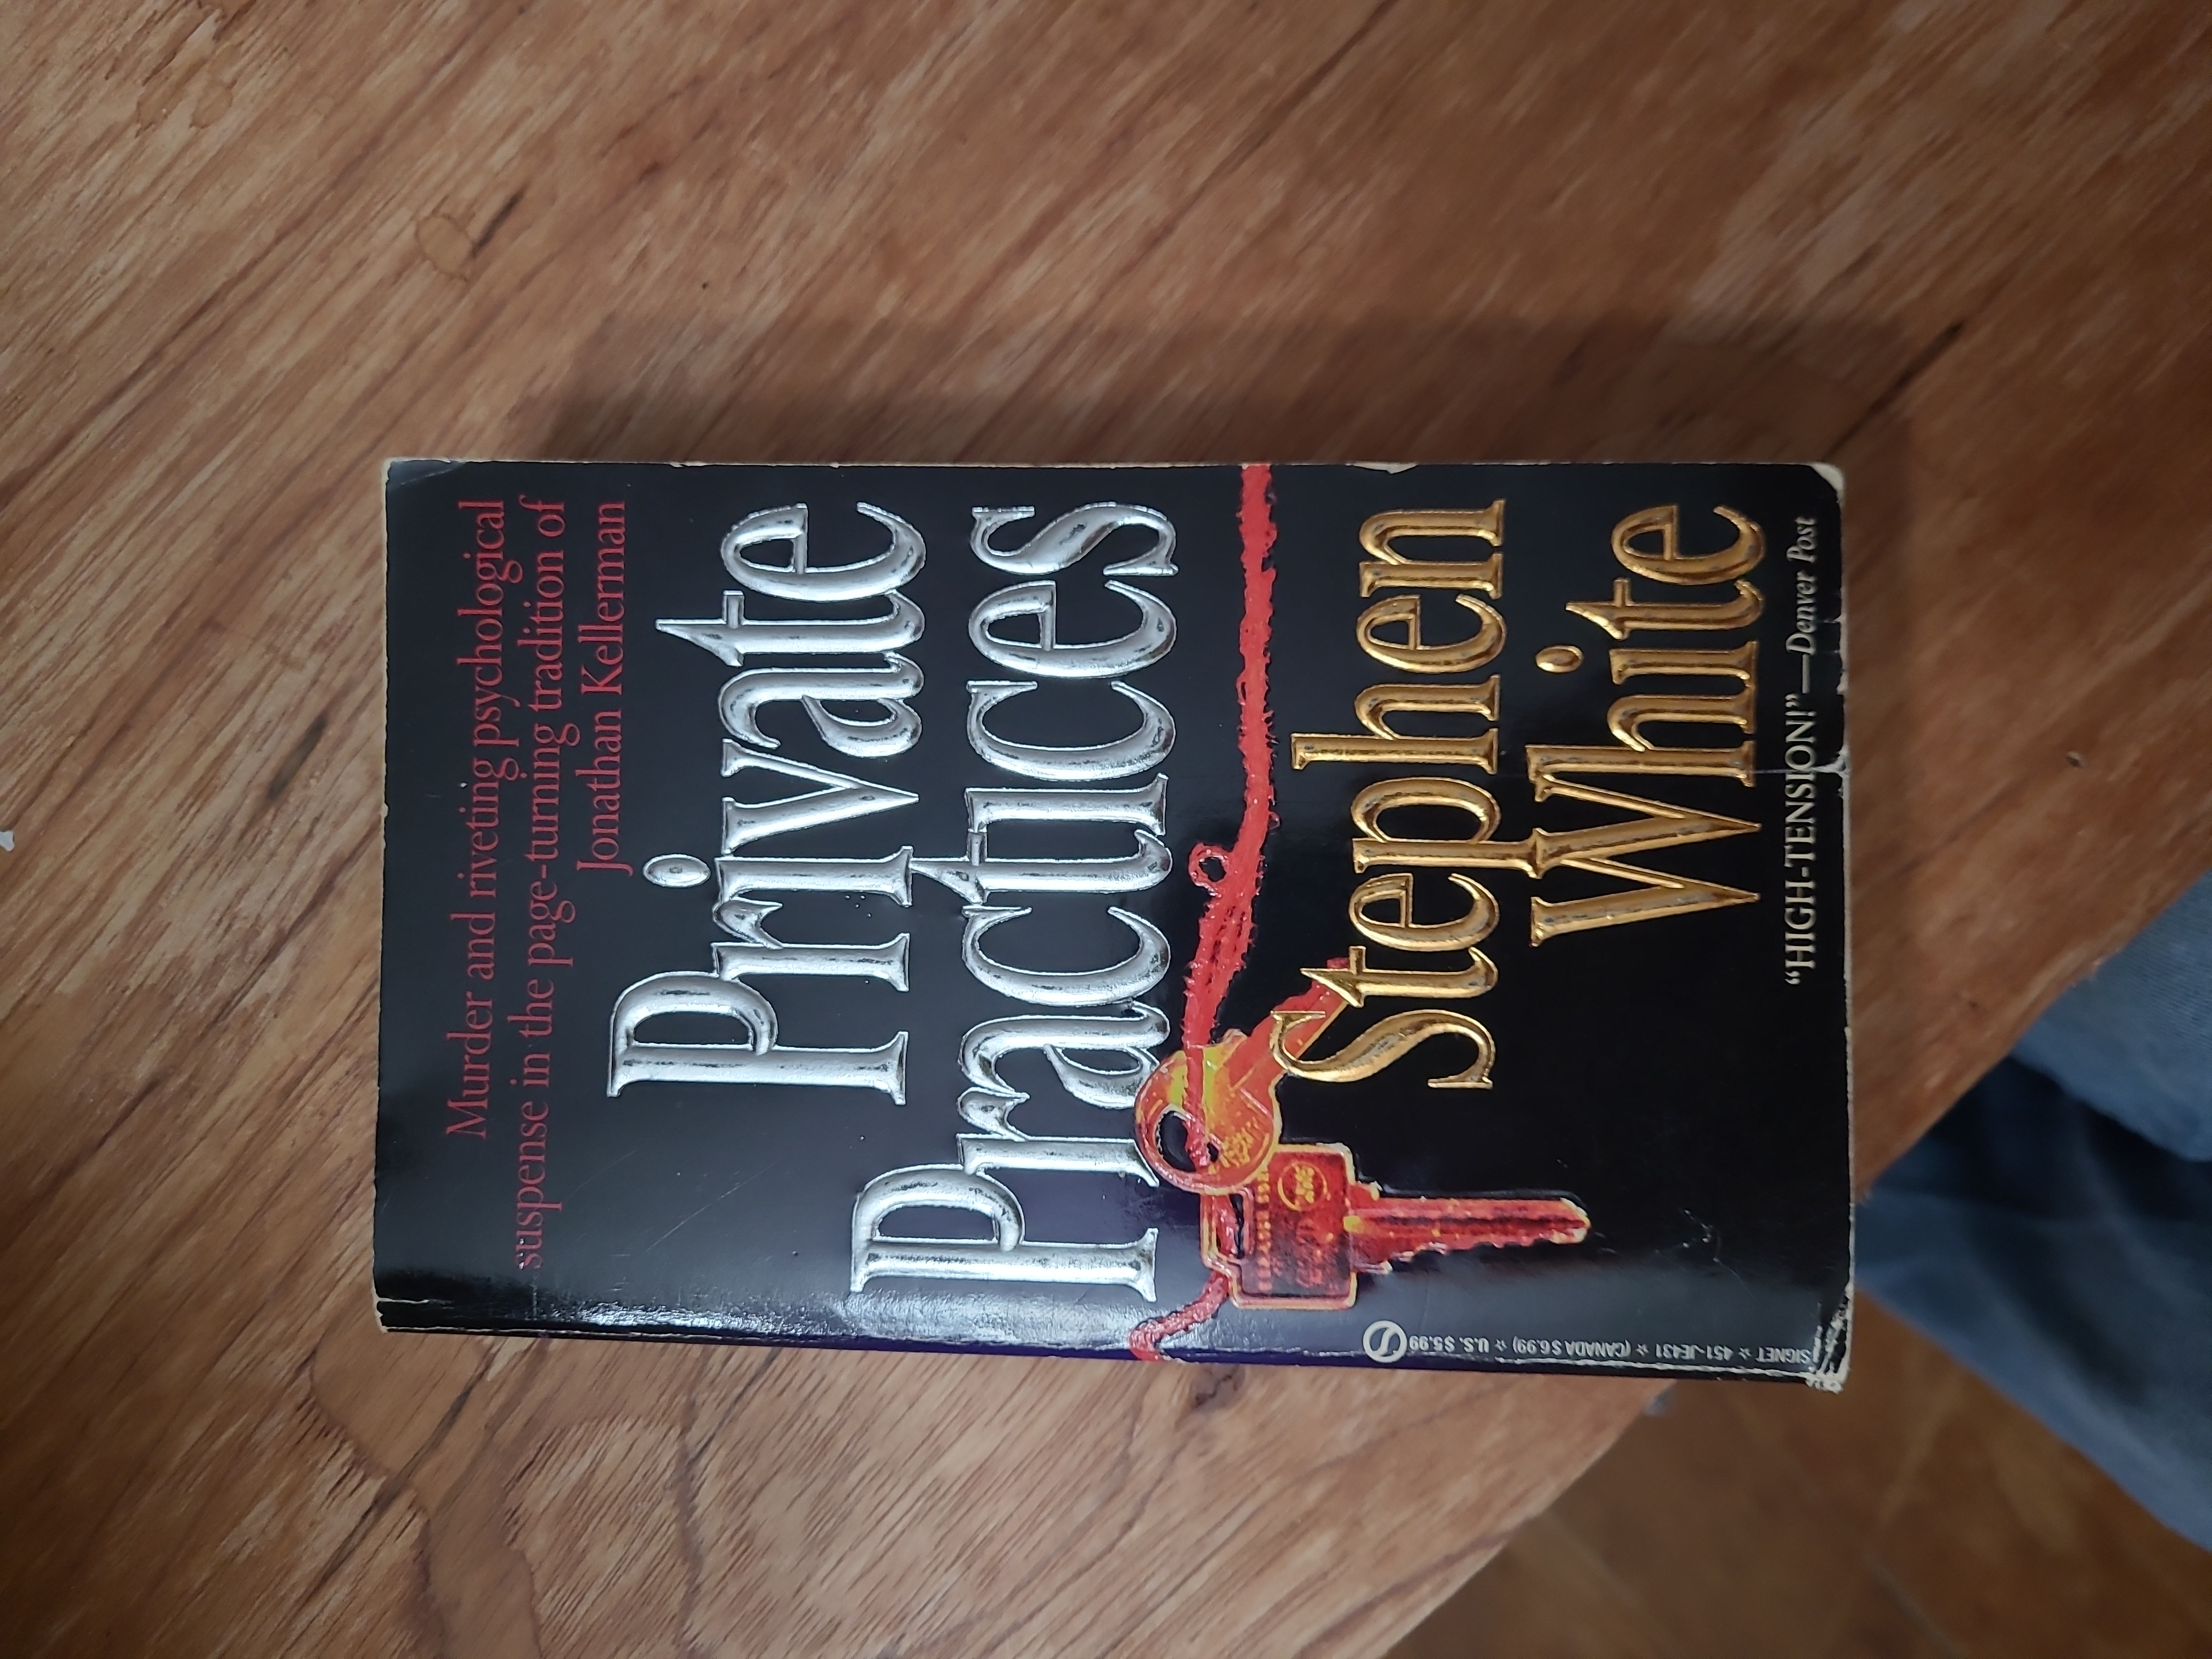 Murder and riveting psychological
suspense in the page-turning tradition of
Jonathan Kellerman
Private
Practices
Stephen
White
"HIGH-TENSION!"—Denver Post
SIGNET ☆ 451-JE431 ☆ (CANADA $6.99) ☆ U.S. $5.99